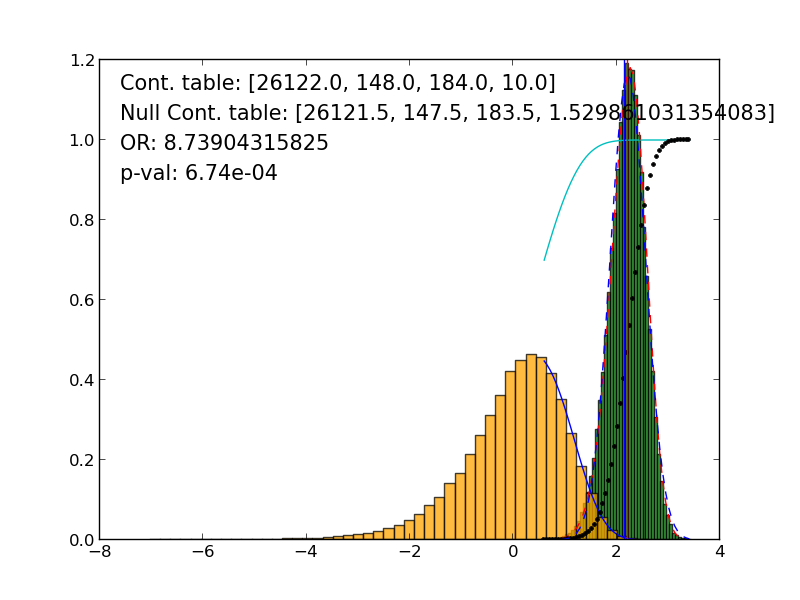 Cont. table: [26122.0, 148.0, 184.0, 10.0]
Null Cont. table: [26121.5, 147.5, 183.5, 1.529861031354083]
OR: 8.73904315825
p-val: 6.74e-04
1.2
1.0
0.8
0.6
0.4
0.2
0.0
−8 −6 −4 −2 0 2 4